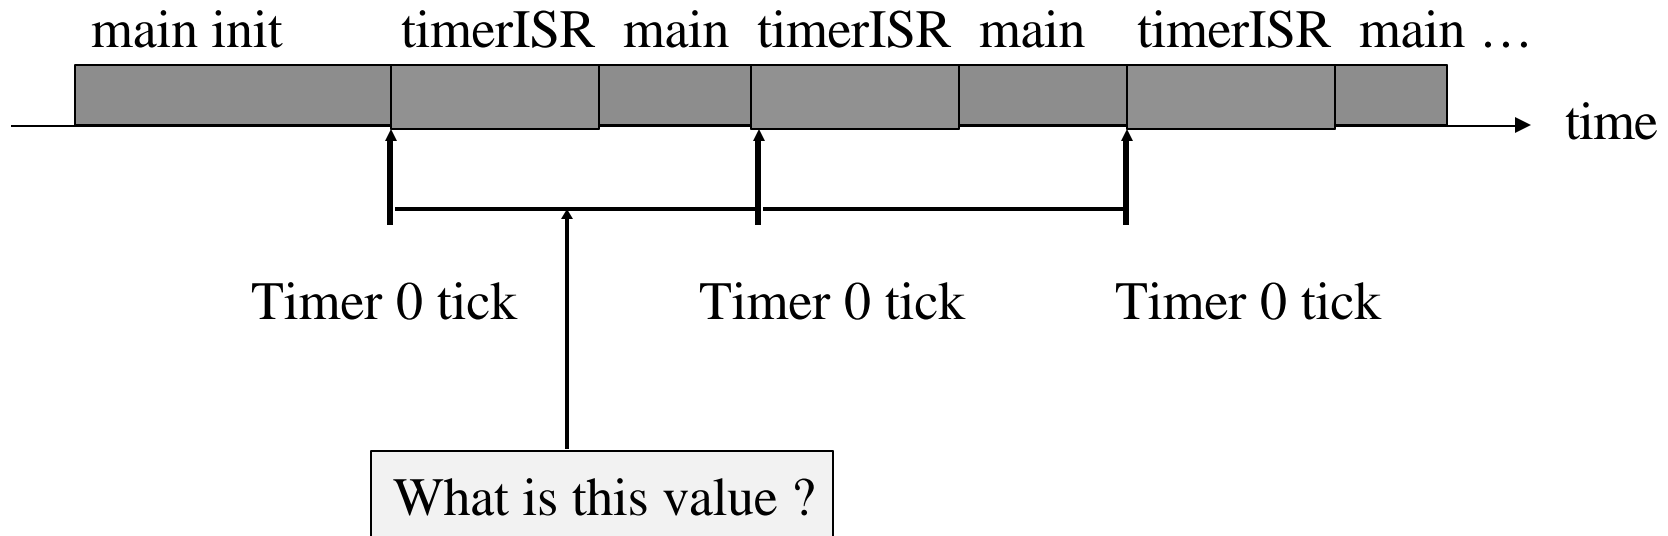 main init timerISR main timerISR main timerISR main …
time
Timer 0 tick Timer 0 tick Timer 0 tick
What is this value ?